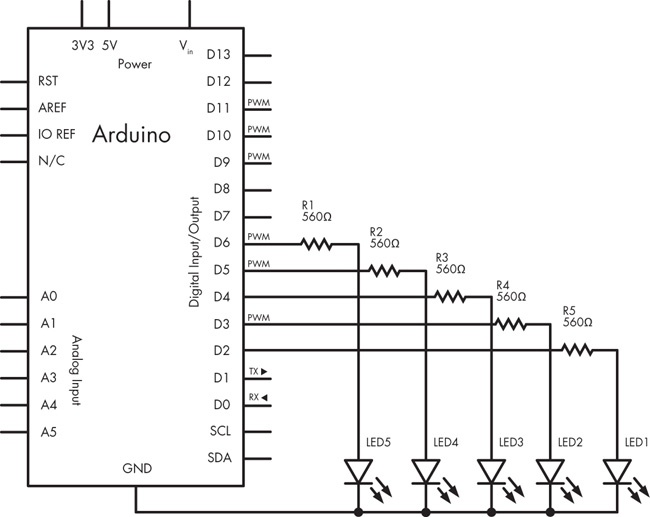 3V3 5V Vin
Power
RST
AREF
IO REF
N/C
Arduino
A0
A1
A2
A3
A4
A5
Analog Input
Digital Input/Output
D13
D12
D11 PWM
D10 PWM
D9 PWM
D8
D7
D6 PWM
D5 PWM
D4
D3 PWM
D2
D1 TX ▶
D0 RX ◀
SCL
SDA
GND
R1
560Ω
R2
560Ω
R3
560Ω
R4
560Ω
R5
560Ω
LED5 LED4 LED3 LED2 LED1